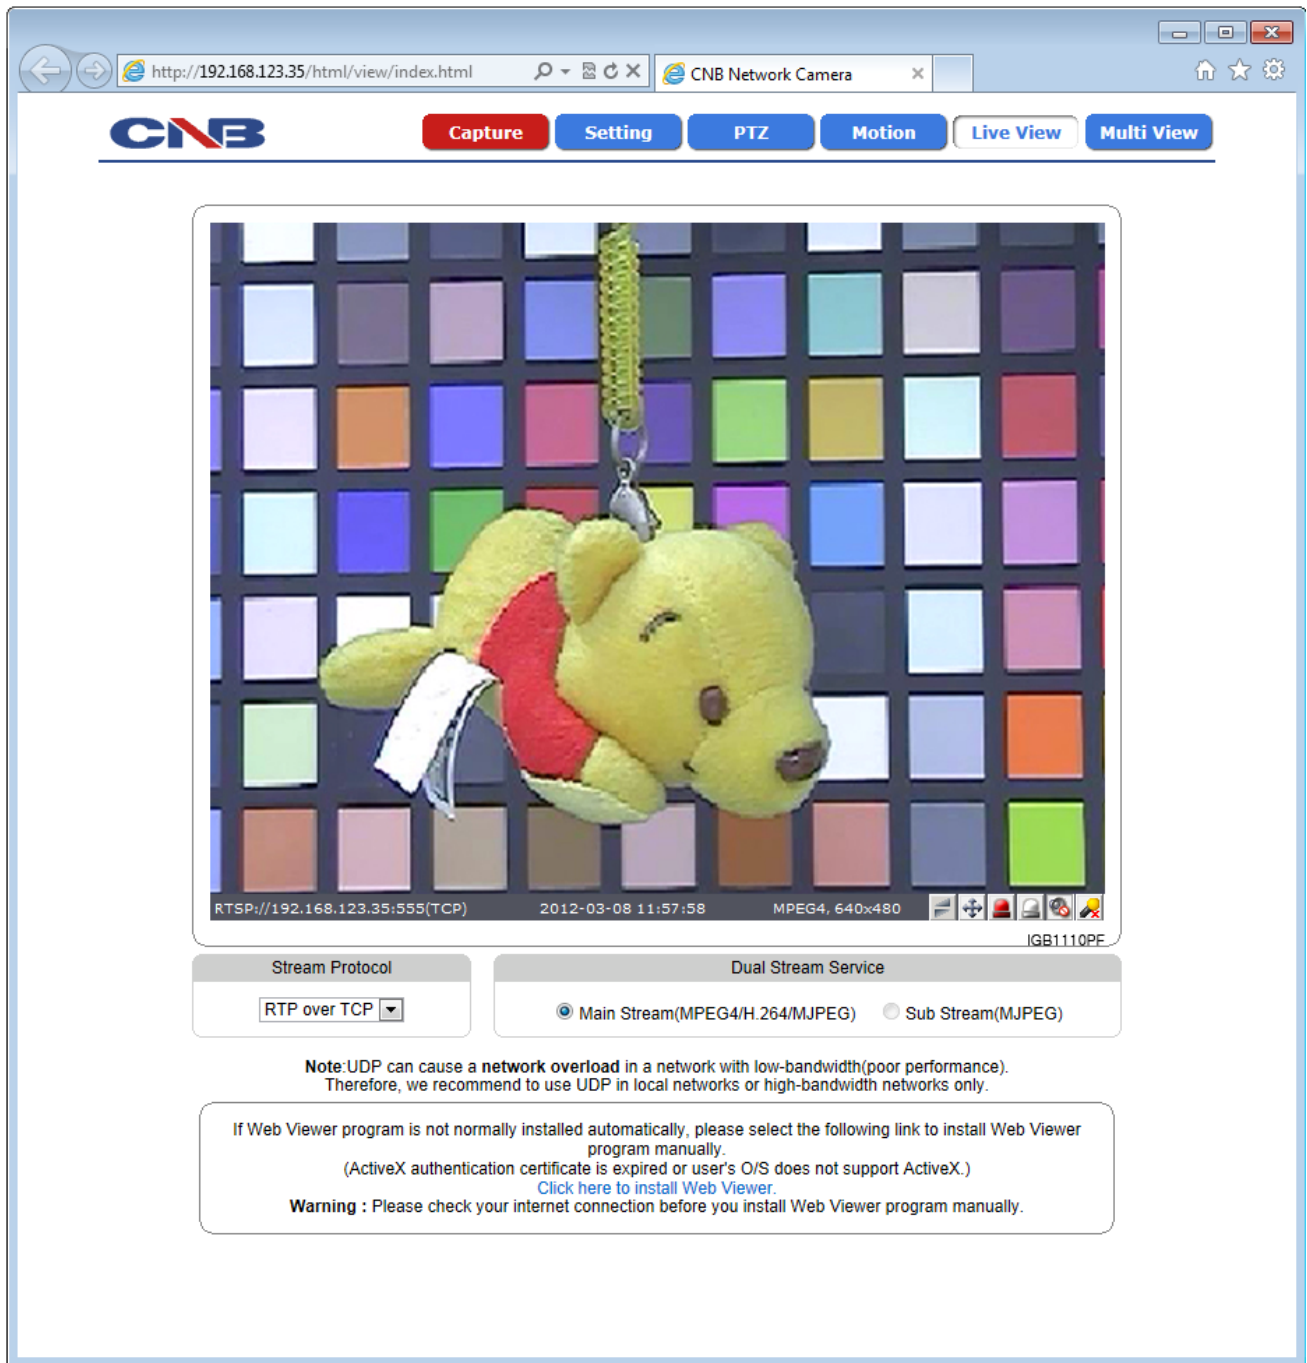 http://192.168.123.35/html/view/index.html
CNB Network Camera
CNB
Capture
Setting
PTZ
Motion
Live View
Multi View
RTSP://192.168.123.35:555(TCP)
2012-03-08 11:57:58
MPEG4, 640x480
IGB1110PF
Stream Protocol
Dual Stream Service
RTP over TCP
Main Stream(MPEG4/H.264/MJPEG)
Sub Stream(MJPEG)
Note:UDP can cause a network overload in a network with low-bandwidth(poor performance).
Therefore, we recommend to use UDP in local networks or high-bandwidth networks only.
If Web Viewer program is not normally installed automatically, please select the following link to install Web Viewer
program manually.
(ActiveX authentication certificate is expired or user's O/S does not support ActiveX.)
Click here to install Web Viewer.
Warning : Please check your internet connection before you install Web Viewer program manually.